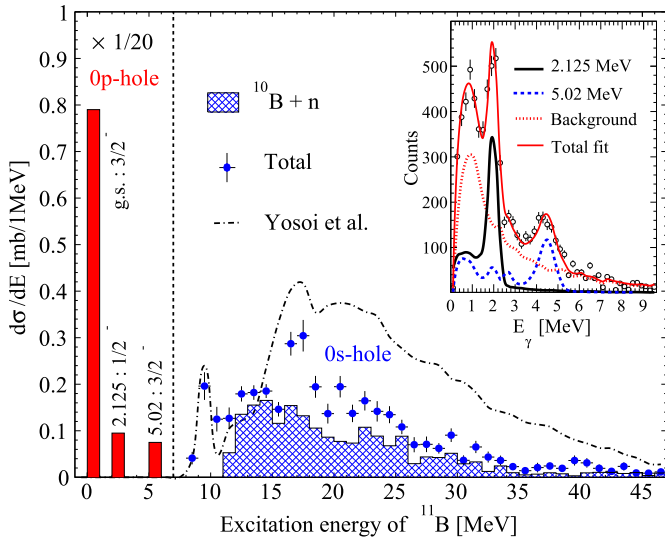 1
0.9
0.8
0.7
0.6
0.5
0.4
0.3
0.2
0.1
0
dσ/dE [mb/1MeV]
× 1/20
0p-hole
g.s. : 3/2⁻
2.125 : 1/2⁻
5.02 : 3/2⁻
¹⁰B + n
Total
Yosoi et al.
0s-hole
500
400
300
200
100
Counts
2.125 MeV
5.02 MeV
Background
Total fit
0 1 2 3 4 5 6 7 8 9
E_γ [MeV]
0 5 10 15 20 25 30 35 40 45
Excitation energy of ¹¹B [MeV]